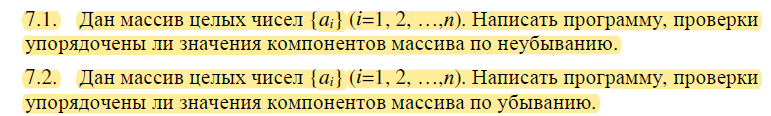 7.1. Дан массив целых чисел {aᵢ} (i=1, 2, …,n). Написать программу, проверки
упорядочены ли значения компонентов массива по неубыванию.
7.2. Дан массив целых чисел {aᵢ} (i=1, 2, …,n). Написать программу, проверки
упорядочены ли значения компонентов массива по убыванию.